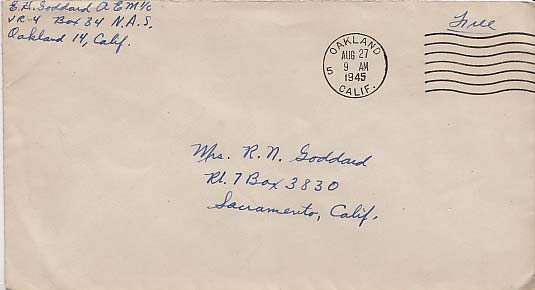 E. H. Goddard A E M 1/c
VR-4 Box 34 N.A.S.
Oakland 14, Calif.
Free
OAKLAND
AUG 27
9 AM
1945
CALIF.
5
Mrs. R. N. Goddard
Rt. 7 Box 3830
Sacramento, Calif.